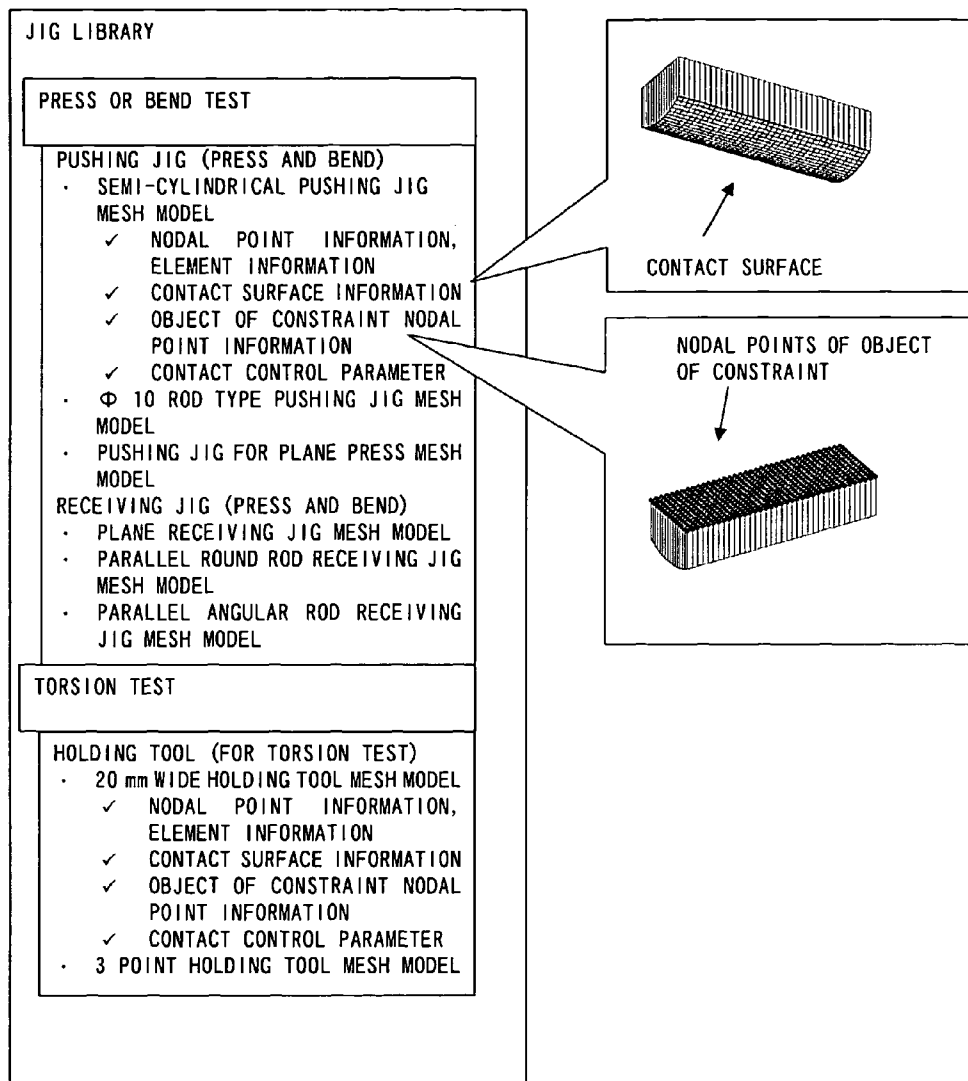 JIG LIBRARY
PRESS OR BEND TEST
PUSHING JIG (PRESS AND BEND)
· SEMI-CYLINDRICAL PUSHING JIG
MESH MODEL
✓ NODAL POINT INFORMATION,
ELEMENT INFORMATION
✓ CONTACT SURFACE INFORMATION
✓ OBJECT OF CONSTRAINT NODAL
POINT INFORMATION
✓ CONTACT CONTROL PARAMETER
· Φ 10 ROD TYPE PUSHING JIG MESH
MODEL
· PUSHING JIG FOR PLANE PRESS MESH
MODEL
RECEIVING JIG (PRESS AND BEND)
· PLANE RECEIVING JIG MESH MODEL
· PARALLEL ROUND ROD RECEIVING JIG
MESH MODEL
· PARALLEL ANGULAR ROD RECEIVING
JIG MESH MODEL
TORSION TEST
HOLDING TOOL (FOR TORSION TEST)
· 20 mm WIDE HOLDING TOOL MESH MODEL
✓ NODAL POINT INFORMATION,
ELEMENT INFORMATION
✓ CONTACT SURFACE INFORMATION
✓ OBJECT OF CONSTRAINT NODAL
POINT INFORMATION
✓ CONTACT CONTROL PARAMETER
· 3 POINT HOLDING TOOL MESH MODEL
CONTACT SURFACE
NODAL POINTS OF OBJECT
OF CONSTRAINT